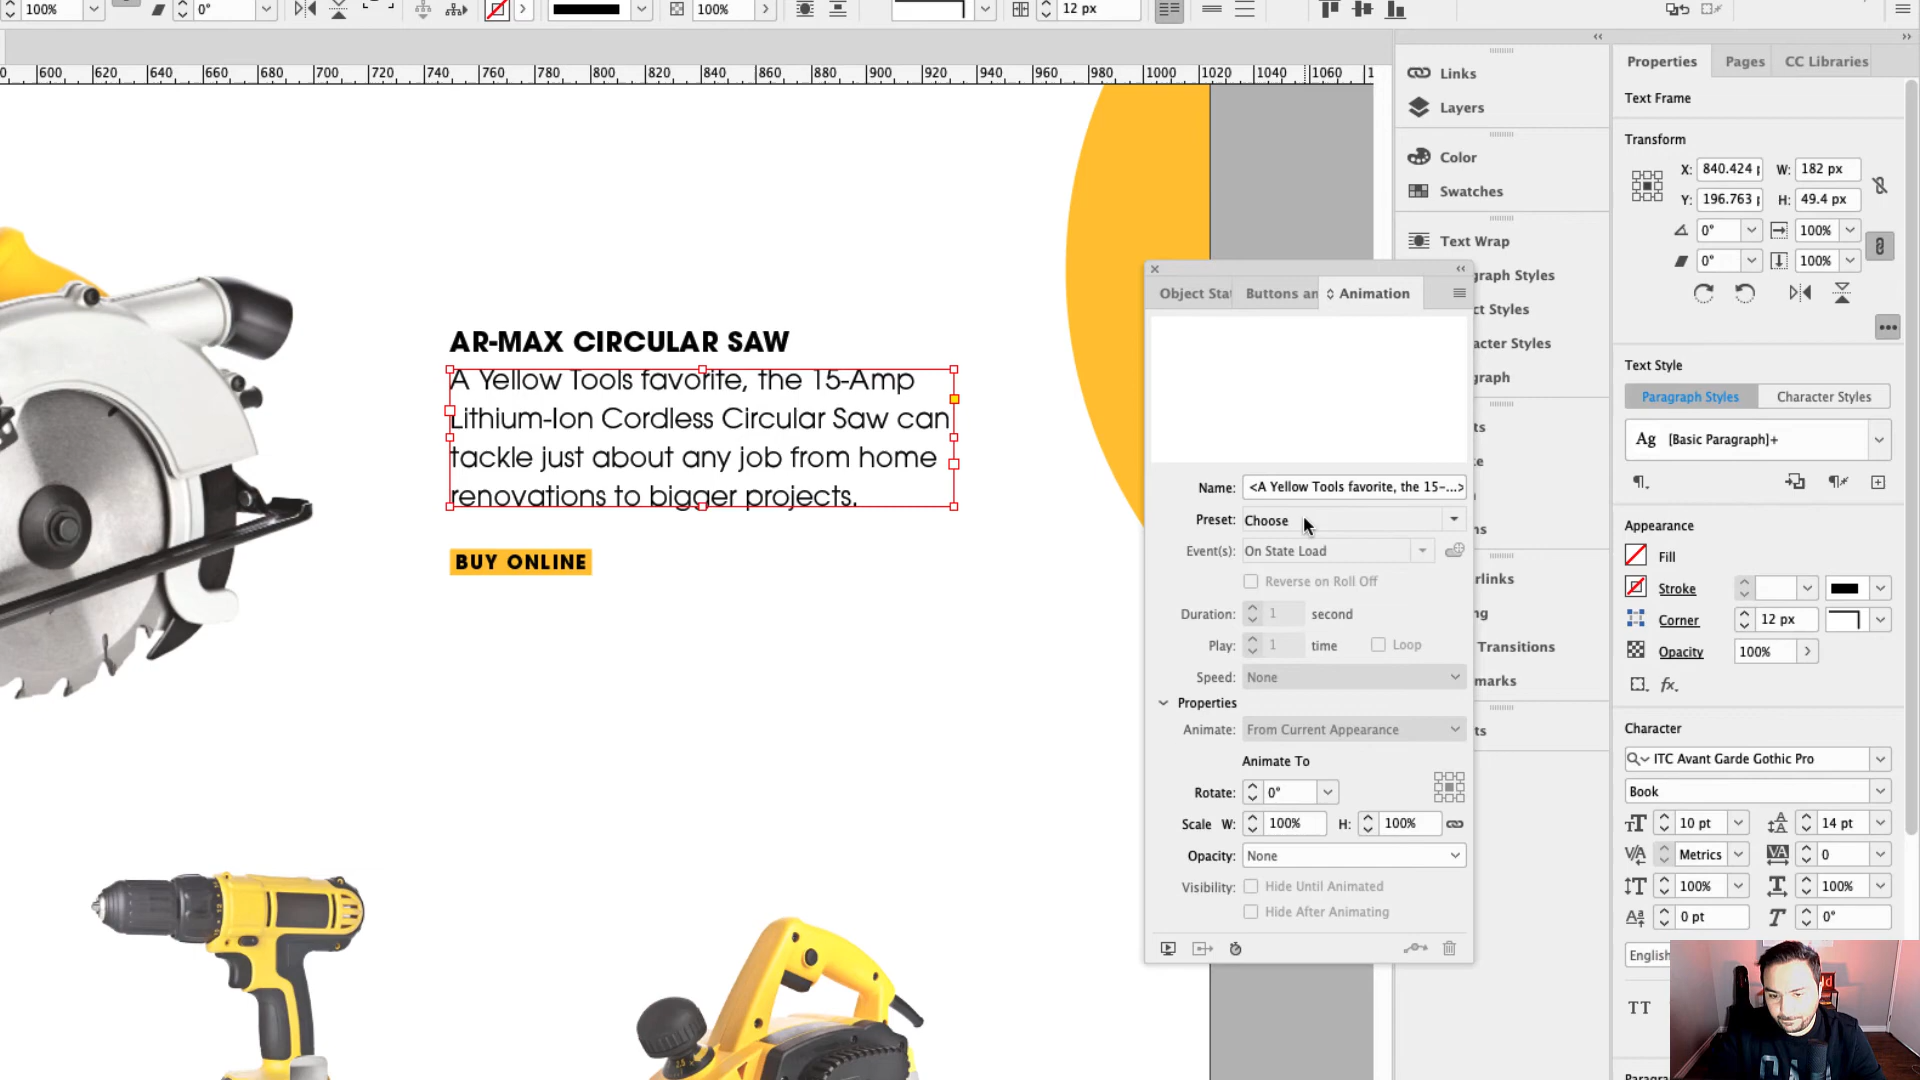 100%
0°
100%
12 px
600
620
640
660
680
700
720
740
760
780
800
820
840
860
880
900
920
940
960
980
1000
1020
1040
1060
Links
Layers
Color
Swatches
Text Wrap
graph Styles
ct Styles
acter Styles
graph
ts
e
ns
rlinks
ng
Transitions
marks
ts
Properties
Pages
CC Libraries
Text Frame
Transform
X: 840.424
W: 182 px
Y: 196.763
H: 49.4 px
0°
100%
0°
100%
Text Style
Paragraph Styles
Character Styles
Ag [Basic Paragraph]+
Appearance
Fill
Stroke
Corner
12 px
Opacity
100%
fx.
Character
ITC Avant Garde Gothic Pro
Book
10 pt
14 pt
Metrics
0
100%
100%
0 pt
0°
English
TT
Object Stat
Buttons an
Animation
Name: <A Yellow Tools favorite, the 15-...>
Preset: Choose
Event(s): On State Load
Reverse on Roll Off
Duration: 1 second
Play: 1 time
Loop
Speed: None
Properties
Animate: From Current Appearance
Animate To
Rotate: 0°
Scale W: 100% H: 100%
Opacity: None
Visibility: Hide Until Animated
Hide After Animating
AR-MAX CIRCULAR SAW
A Yellow Tools favorite, the 15-Amp
Lithium-Ion Cordless Circular Saw can
tackle just about any job from home
renovations to bigger projects.
BUY ONLINE